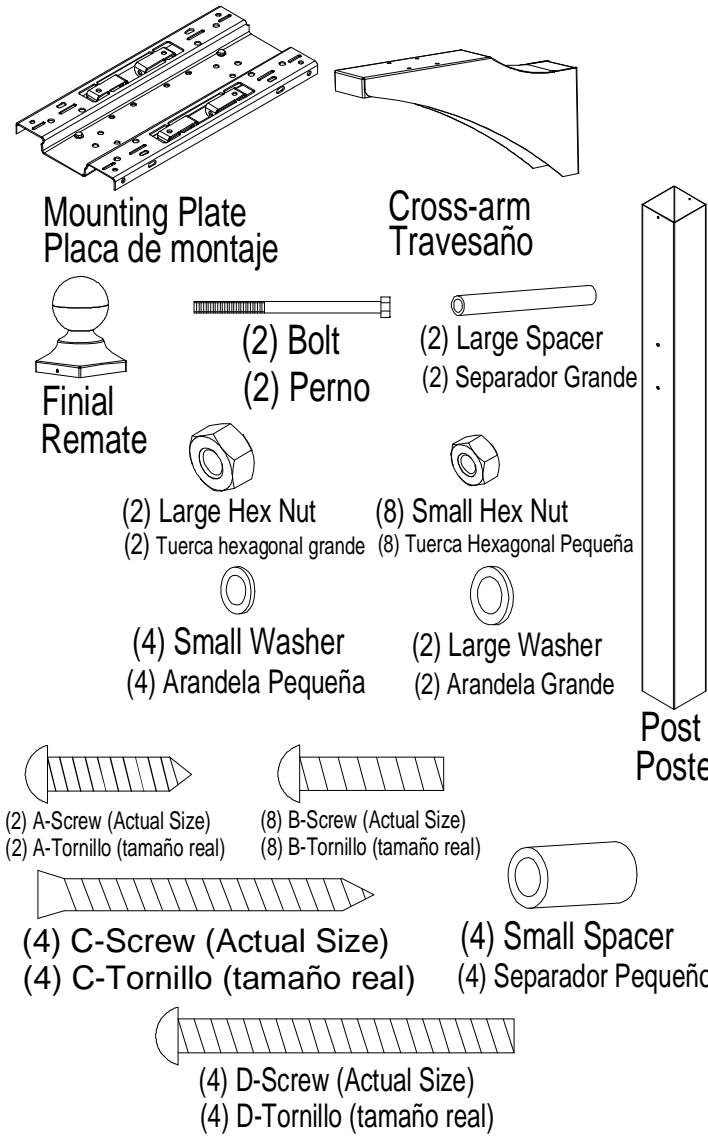 Mounting Plate
Placa de montaje
Cross-arm
Travesaño
Finial
Remate
(2) Bolt
(2) Perno
(2) Large Spacer
(2) Separador Grande
(2) Large Hex Nut
(2) Tuerca hexagonal grande
(8) Small Hex Nut
(8) Tuerca Hexagonal Pequeña
(4) Small Washer
(4) Arandela Pequeña
(2) Large Washer
(2) Arandela Grande
Post
Poste
(2) A-Screw (Actual Size)
(2) A-Tornillo (tamaño real)
(8) B-Screw (Actual Size)
(8) B-Tornillo (tamaño real)
(4) C-Screw (Actual Size)
(4) C-Tornillo (tamaño real)
(4) Small Spacer
(4) Separador Pequeño
(4) D-Screw (Actual Size)
(4) D-Tornillo (tamaño real)